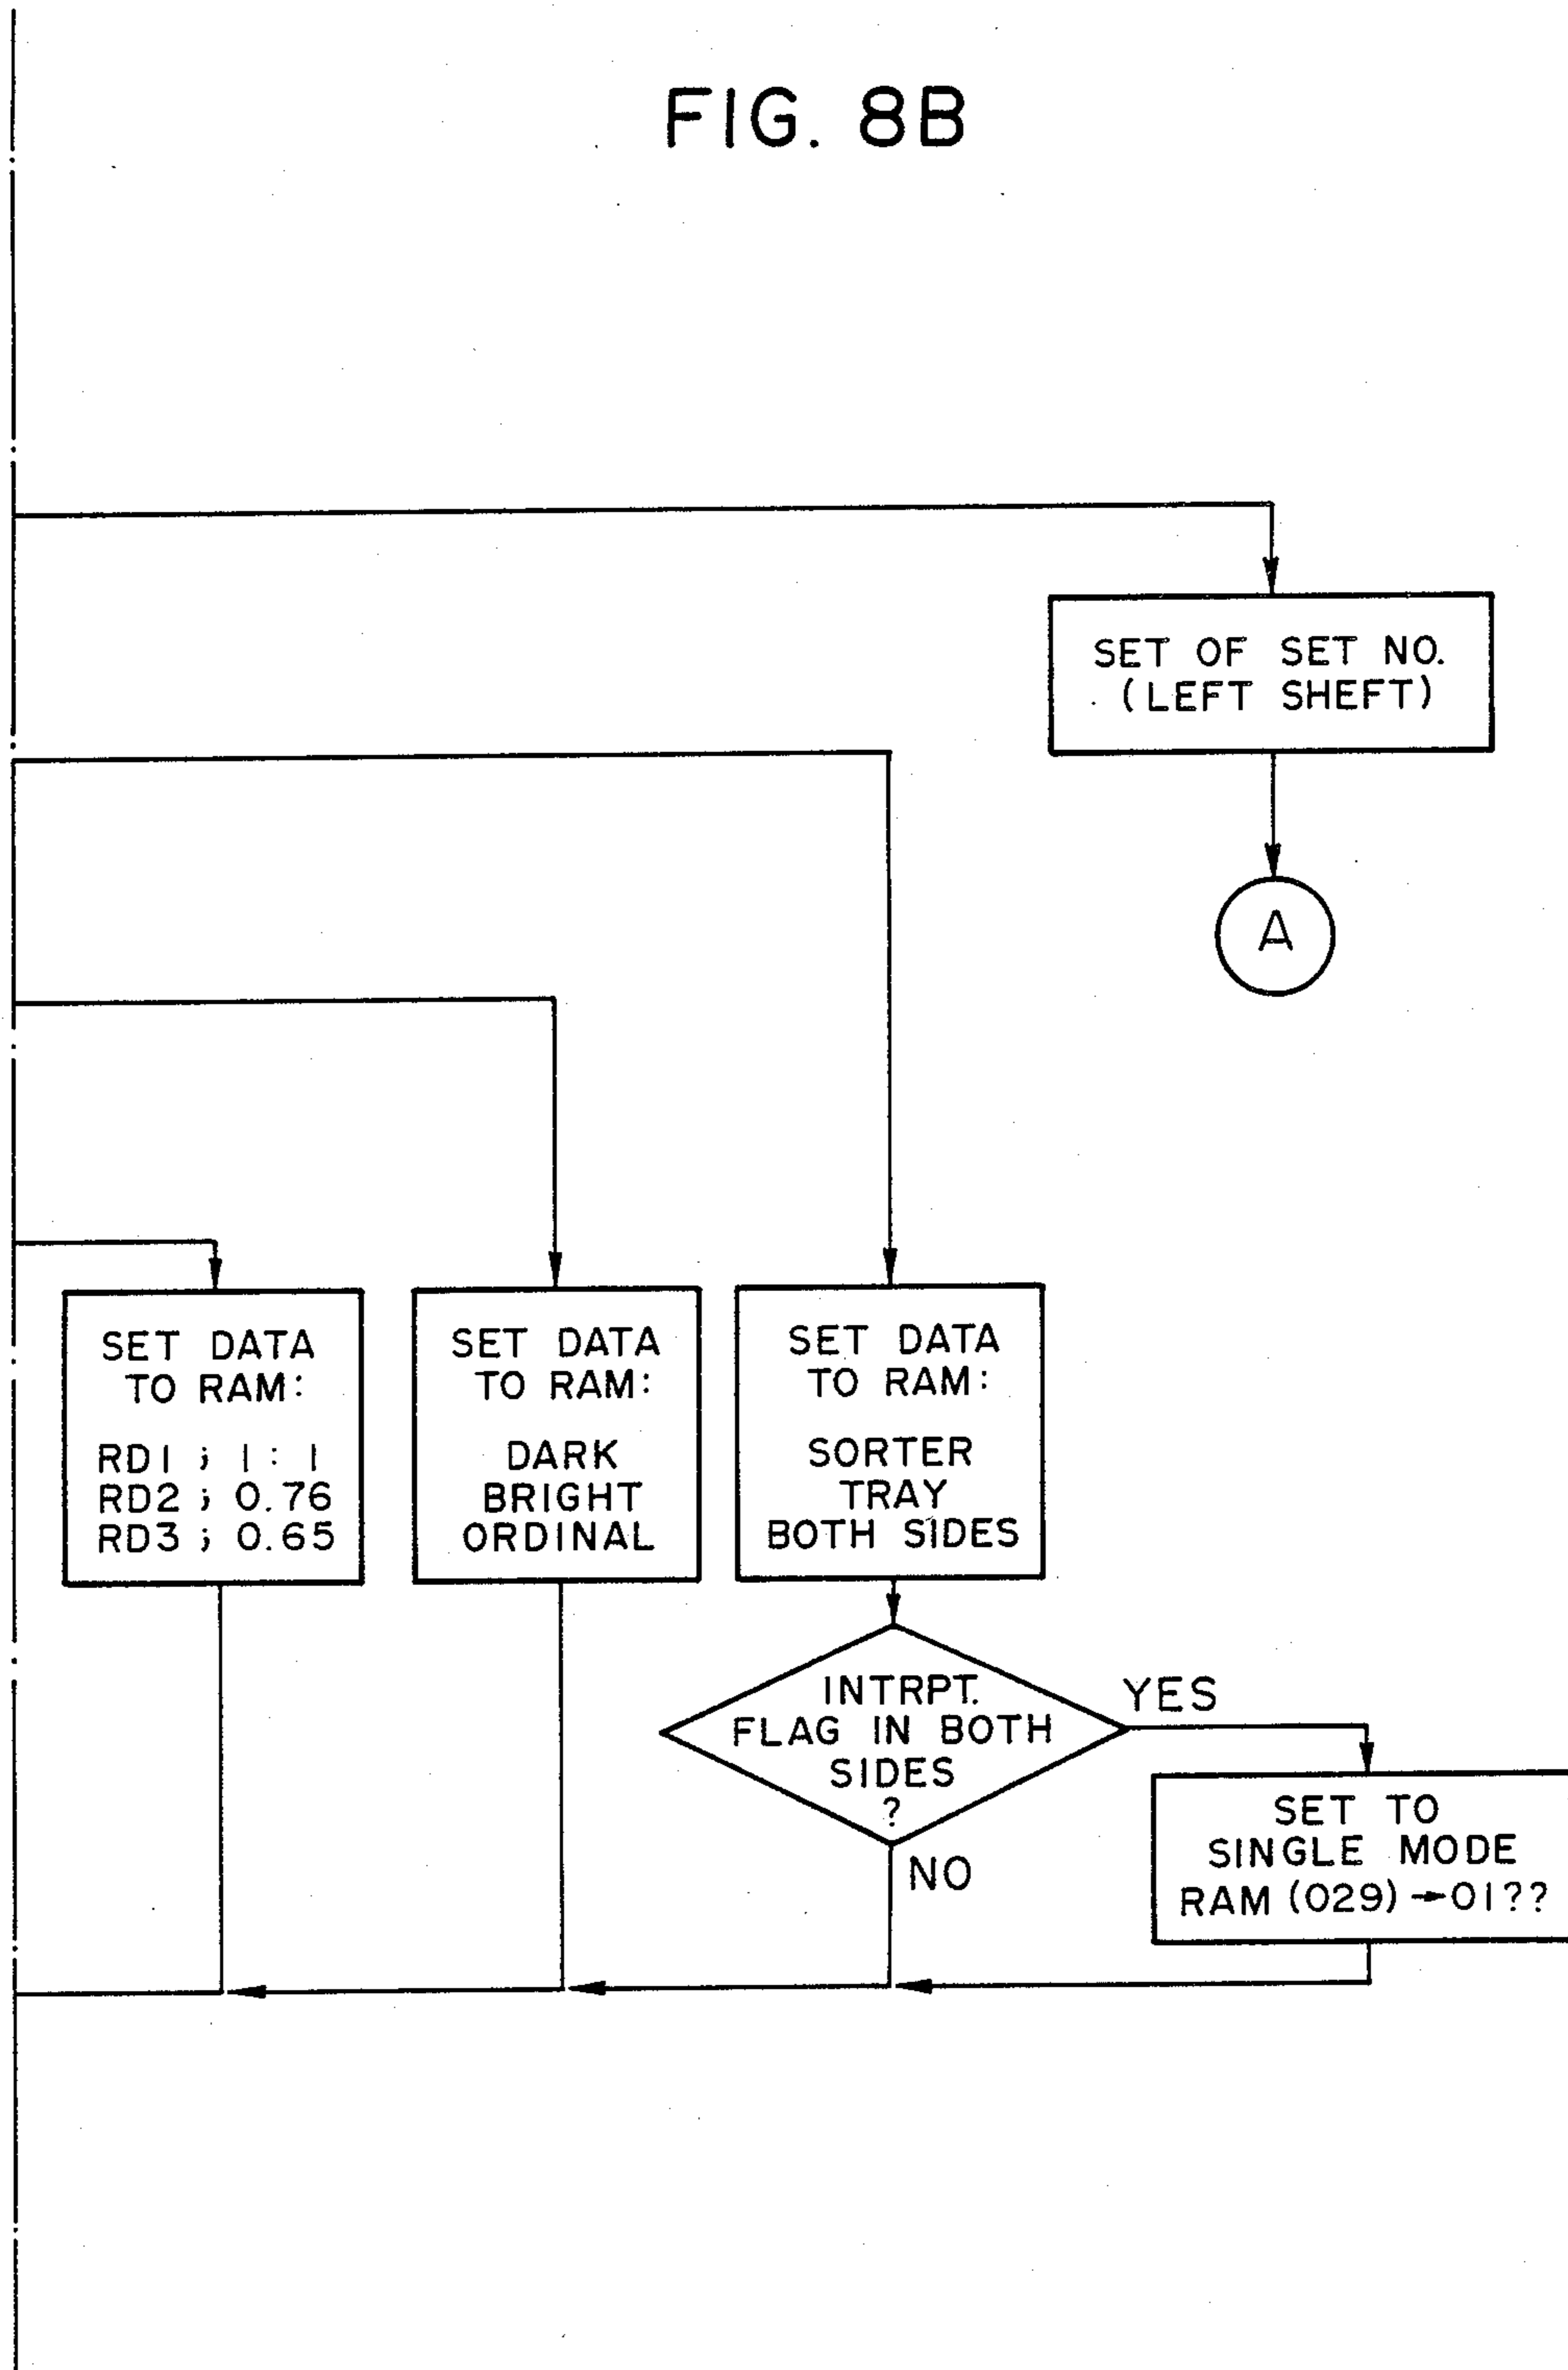 FIG. 8B
SET OF SET NO.
(LEFT SHEFT)
A
SET DATA
TO RAM:
RD1 ; 1 : 1
RD2 ; 0.76
RD3 ; 0.65
SET DATA
TO RAM:
DARK
BRIGHT
ORDINAL
SET DATA
TO RAM:
SORTER
TRAY
BOTH SIDES
INTRPT.
FLAG IN BOTH
SIDES
?
YES
NO
SET TO
SINGLE MODE
RAM (029) → 01??